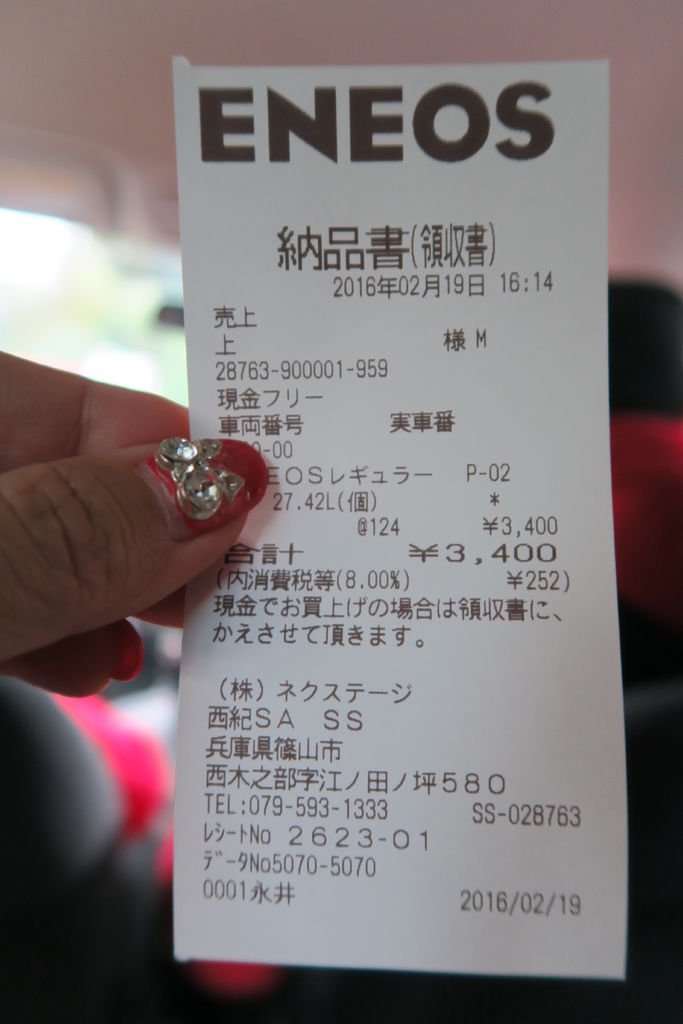 ENEOS
納品書(領収書)
2016年02月19日 16:14
売上
上 様 M
28763-900001-959
現金フリー
車両番号 実車番
0-00
EOSレギュラー P-02
27.42L(個) *
@124 ¥3,400
合計 ¥3,400
(内消費税等(8.00%) ¥252)
現金でお買上げの場合は領収書に、
かえさせて頂きます。
(株)ネクステージ
西紀SA SS
兵庫県篠山市
西木之部字江ノ田ノ坪580
TEL:079-593-1333 SS-028763
レシートNo 2623-01
データNo5070-5070
0001永井 2016/02/19